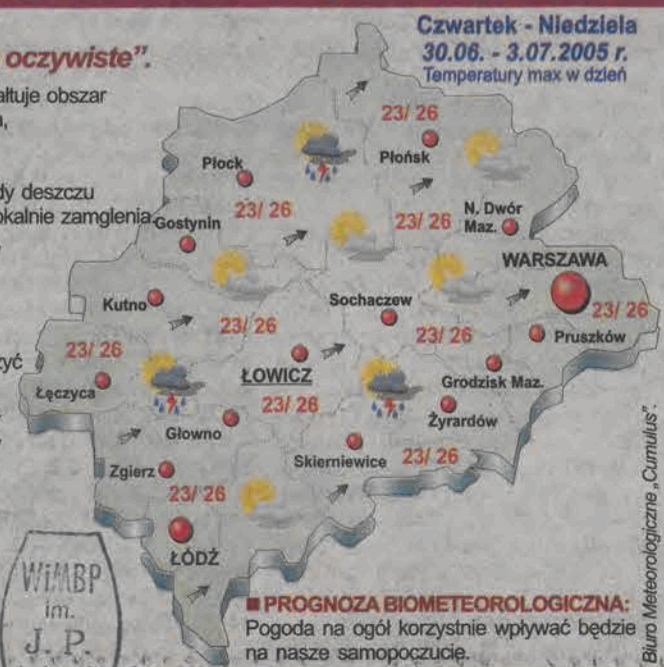 oczywiste”.
ałtuje obszar
dy deszczu
okalnie zamglenia.
Czwartek - Niedziela
30.06. - 3.07.2005 r.
Temperatury max w dzień
23/ 26
Płońsk
Płock
23/ 26
23/ 26
N. Dwór
Maz.
Gostynin
WARSZAWA
Kutno
Sochaczew
23/ 26
23/ 26
23/ 26
Pruszków
23/ 26
ŁOWICZ
Grodzisk Maz.
Łęczyca
23/ 26
Żyrardów
Głowno
Skierniewice
23/ 26
Zgierz
23/ 26
ŁÓDŹ
WiMBP
im.
J. P.
■ PROGNOZA BIOMETEOROLOGICZNA:
Pogoda na ogół korzystnie wpływać będzie
na nasze samopoczucie.
Biuro Meteorologiczne „Cumulus”.